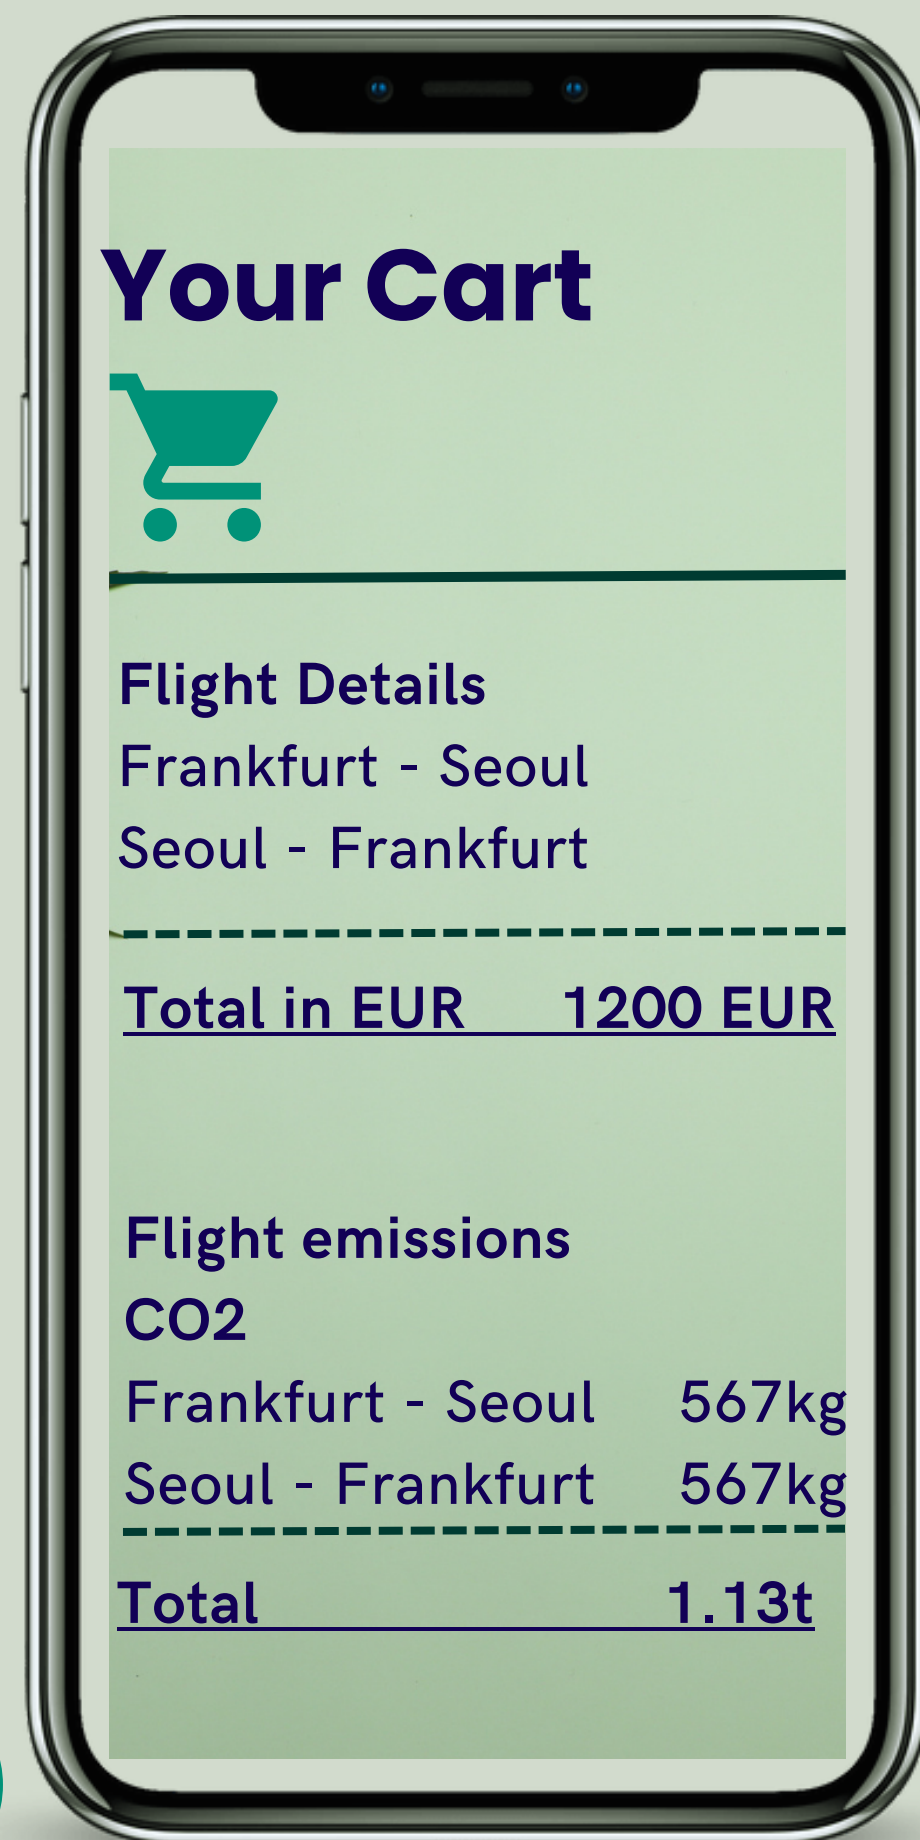 Your Cart
Flight Details
Frankfurt - Seoul
Seoul - Frankfurt
Total in EUR 1200 EUR
Flight emissions
CO2
Frankfurt - Seoul 567kg
Seoul - Frankfurt 567kg
Total 1.13t